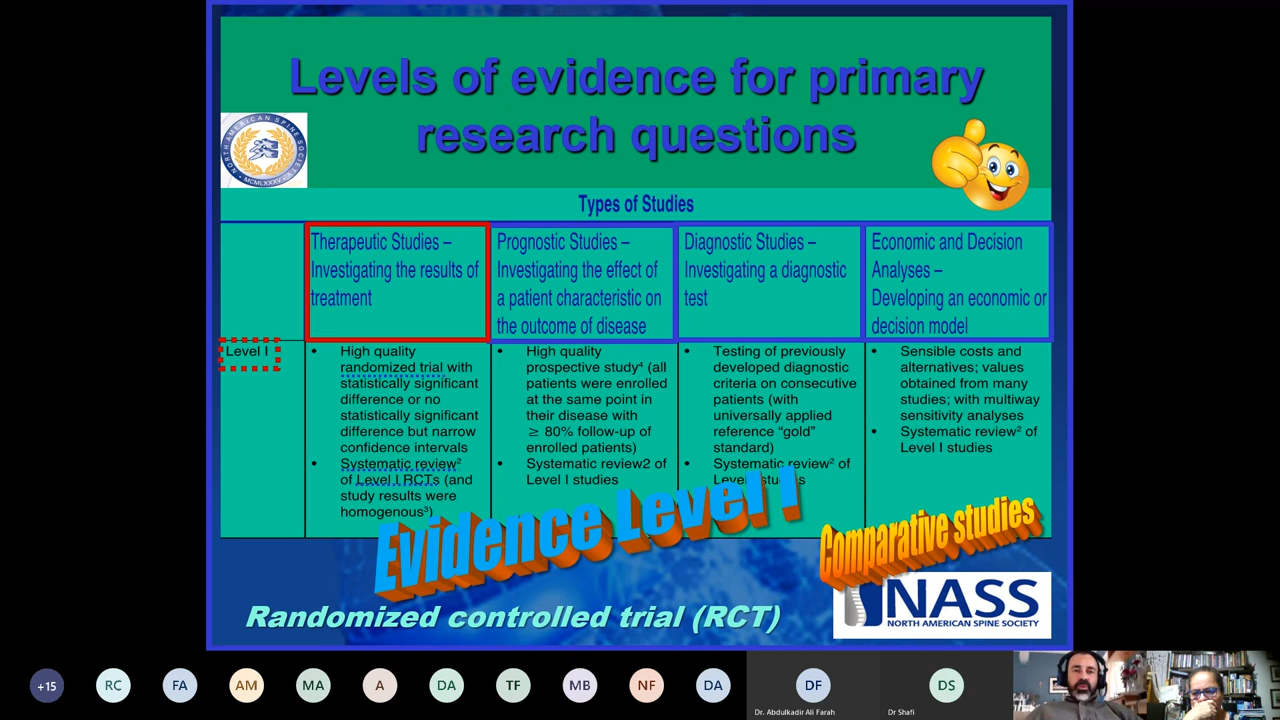 Levels of evidence for primary
research questions
NORTH AMERICAN SPINE SOCIETY
• MCMLXXXV •
Types of Studies
Therapeutic Studies –
Investigating the results of
treatment
Prognostic Studies –
Investigating the effect of
a patient characteristic on
the outcome of disease
Diagnostic Studies –
Investigating a diagnostic
test
Economic and Decision
Analyses –
Developing an economic or
decision model
Level I
• High quality
randomized trial with
statistically significant
difference or no
statistically significant
difference but narrow
confidence intervals
• Systematic review²
of Level I RCTs (and
study results were
homogenous³)
• High quality
prospective study⁴ (all
patients were enrolled
at the same point in
their disease with
≥ 80% follow-up of
enrolled patients)
• Systematic review2 of
Level I studies
• Testing of previously
developed diagnostic
criteria on consecutive
patients (with
universally applied
reference “gold”
standard)
• Systematic review² of
Level I studies
• Sensible costs and
alternatives; values
obtained from many
studies; with multiway
sensitivity analyses
• Systematic review² of
Level I studies
Evidence Level I
Comparative studies
Randomized controlled trial (RCT)
NASS
NORTH AMERICAN SPINE SOCIETY
+15
RC
FA
AM
MA
A
DA
TF
MB
NF
DA
DF
Dr. Abdulkadir Ali Farah
DS
Dr Shafi